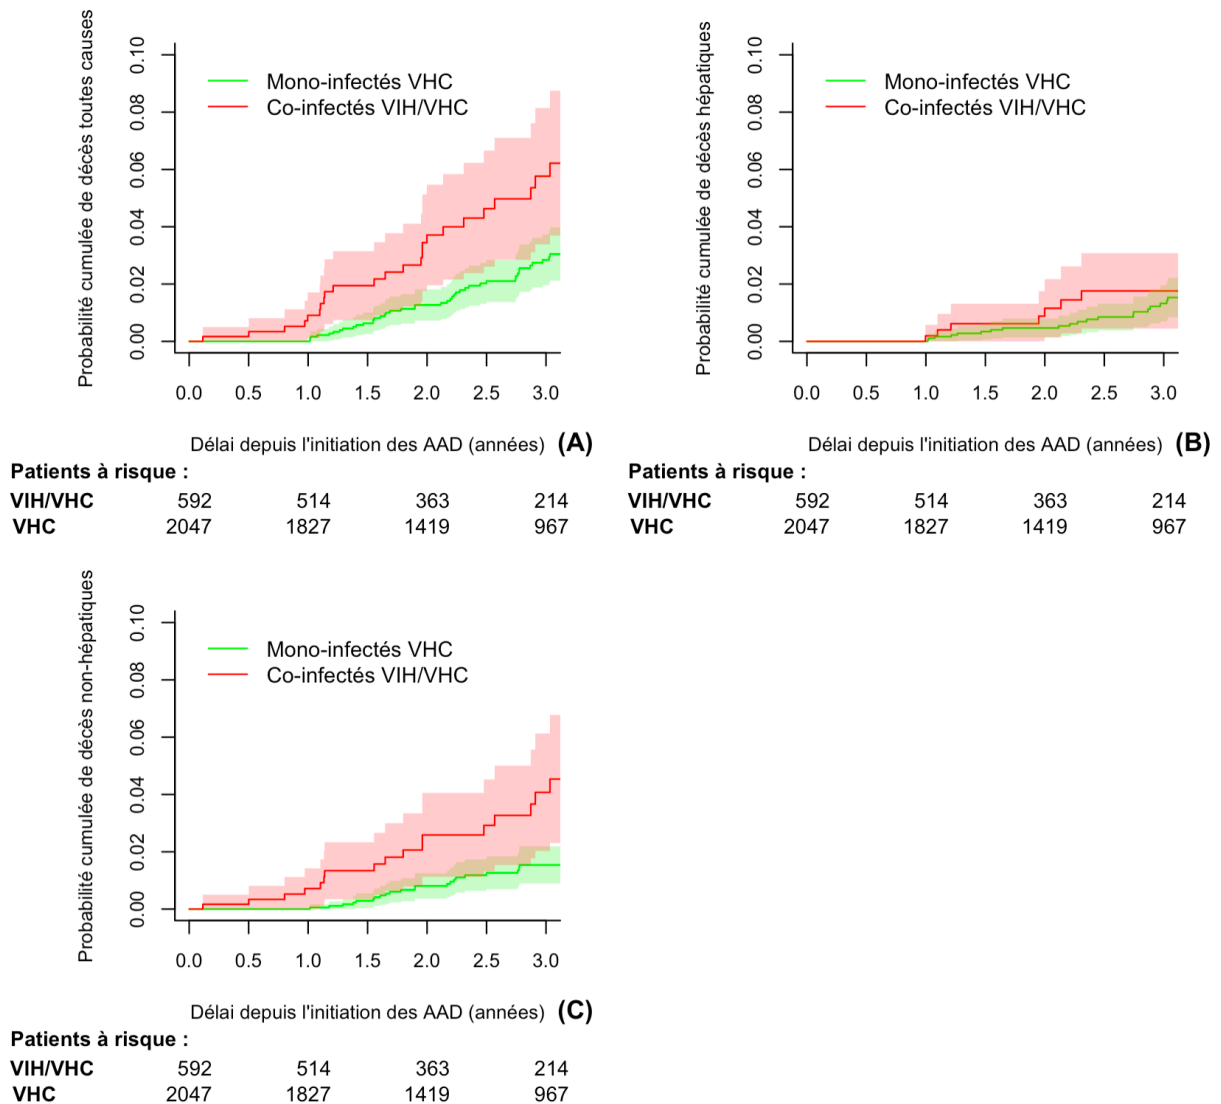 Probabilité cumulée de décès toutes causes
0.10
0.08
0.06
0.04
0.02
0.00
Mono-infectés VHC
Co-infectés VIH/VHC
0.0 0.5 1.0 1.5 2.0 2.5 3.0
Délai depuis l'initiation des AAD (années) (A)
Patients à risque :
VIH/VHC 592 514 363 214
VHC 2047 1827 1419 967
Probabilité cumulée de décès hépatiques
0.10
0.08
0.06
0.04
0.02
0.00
Mono-infectés VHC
Co-infectés VIH/VHC
0.0 0.5 1.0 1.5 2.0 2.5 3.0
Délai depuis l'initiation des AAD (années) (B)
Patients à risque :
VIH/VHC 592 514 363 214
VHC 2047 1827 1419 967
Probabilité cumulée de décès non-hépatiques
0.10
0.08
0.06
0.04
0.02
0.00
Mono-infectés VHC
Co-infectés VIH/VHC
0.0 0.5 1.0 1.5 2.0 2.5 3.0
Délai depuis l'initiation des AAD (années) (C)
Patients à risque :
VIH/VHC 592 514 363 214
VHC 2047 1827 1419 967